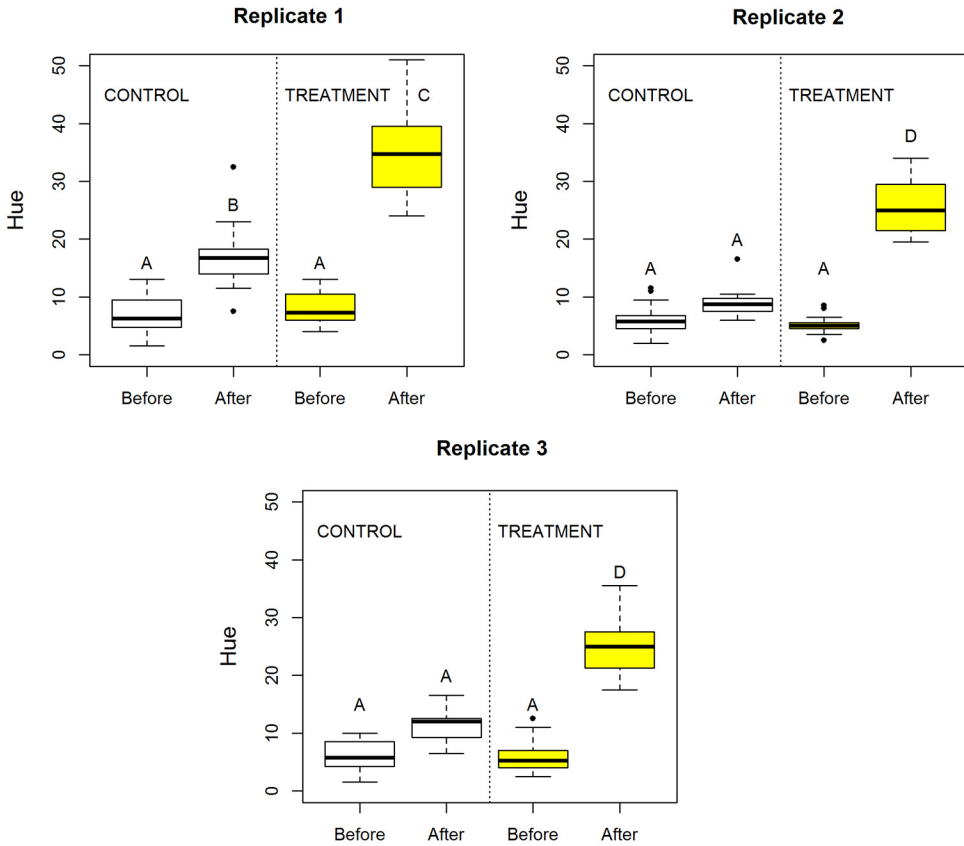 Replicate 1
CONTROL
TREATMENT
A
B
A
C
Hue
0
10
20
30
40
50
Before
After
Before
After
Replicate 2
CONTROL
TREATMENT
A
A
A
D
Hue
0
10
20
30
40
50
Before
After
Before
After
Replicate 3
CONTROL
TREATMENT
A
A
A
D
Hue
0
10
20
30
40
50
Before
After
Before
After